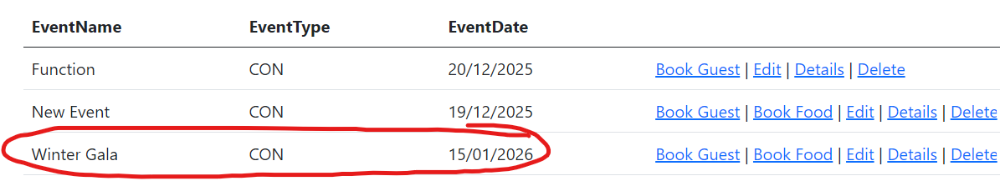 EventName EventType EventDate
Function CON 20/12/2025 Book Guest | Edit | Details | Delete
New Event CON 19/12/2025 Book Guest | Book Food | Edit | Details | Delete
Winter Gala CON 15/01/2026 Book Guest | Book Food | Edit | Details | Delete